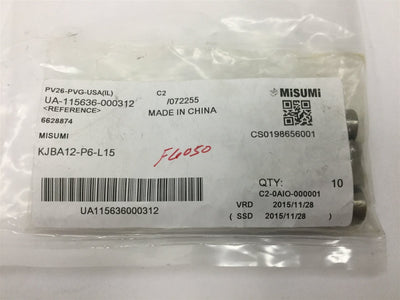 PV26-PVG-USA(IL) C2
UA-115636-000312 /072255
<REFERENCE> MADE IN CHINA
6628874
MiSUMi
MISUMI
CS0198656001
KJBA12-P6-L15
F6050
QTY: 10
C2-0AIO-000001
VRD 2015/11/28
( SSD 2015/11/28 )
UA115636000312